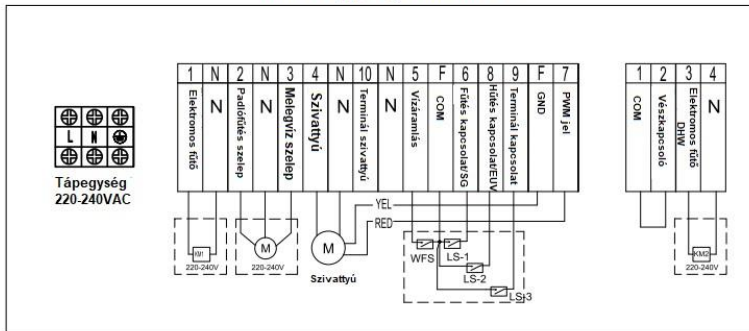 L N
Tápegység
220-240VAC
1 N 2 N 3 4 N 10 N 5 F 6 8 9 F 7
Elektromos fűtő
N
Padlófűtés szelep
N
Melegvíz szelep
Szivattyú
N
Terminál szivattyú
N
Vízáramlás
COM
Fűtés kapcsolat/SG
Hűtés kapcsolat/EUV
Terminál kapcsolat
GND
PWM jel
YEL
RED
KM1
220-240V
M
220-240V
M
Szivattyú
WFS
LS-1
LS-2
LS-3
1 2 3 4
COM
Vészkapcsoló
Elektromos fűtő
DHW
N
KM2
220-240V